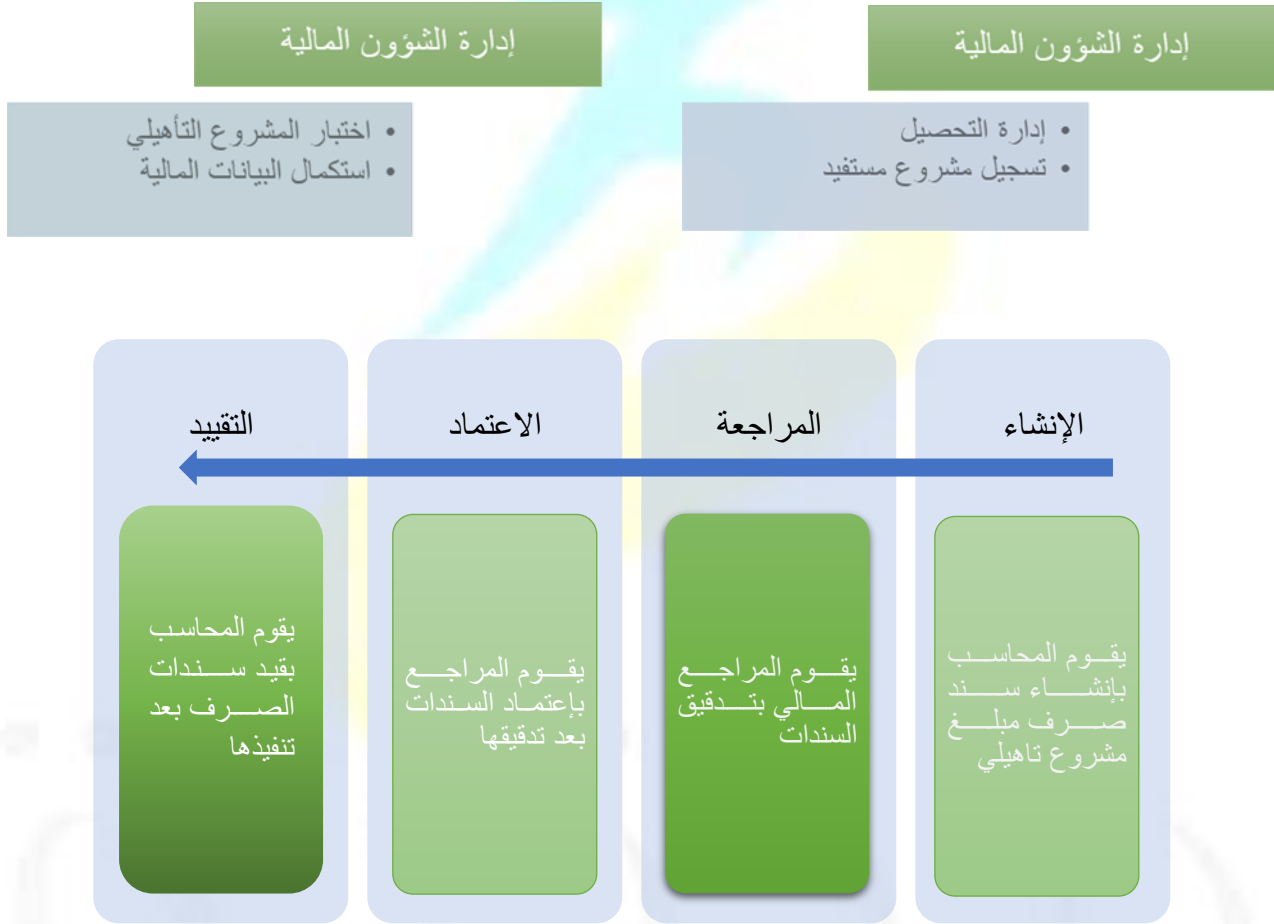 إدارة الشؤون المالية
• إدارة التحصيل
• تسجيل مشروع مستفيد
إدارة الشؤون المالية
• اختبار المشروع التأهيلي
• استكمال البيانات المالية
الإنشاء
المراجعة
الاعتماد
التقييد
يقوم المحاسب
بإنشاء سند
صرف مبلغ
مشروع تاهيلي
يقوم المراجع
المالي بتدقيق
السندات
يقوم المراجع
بإعتماد السندات
بعد تدقيقها
يقوم المحاسب
بقيد سندات
الصرف بعد
تنفيذها